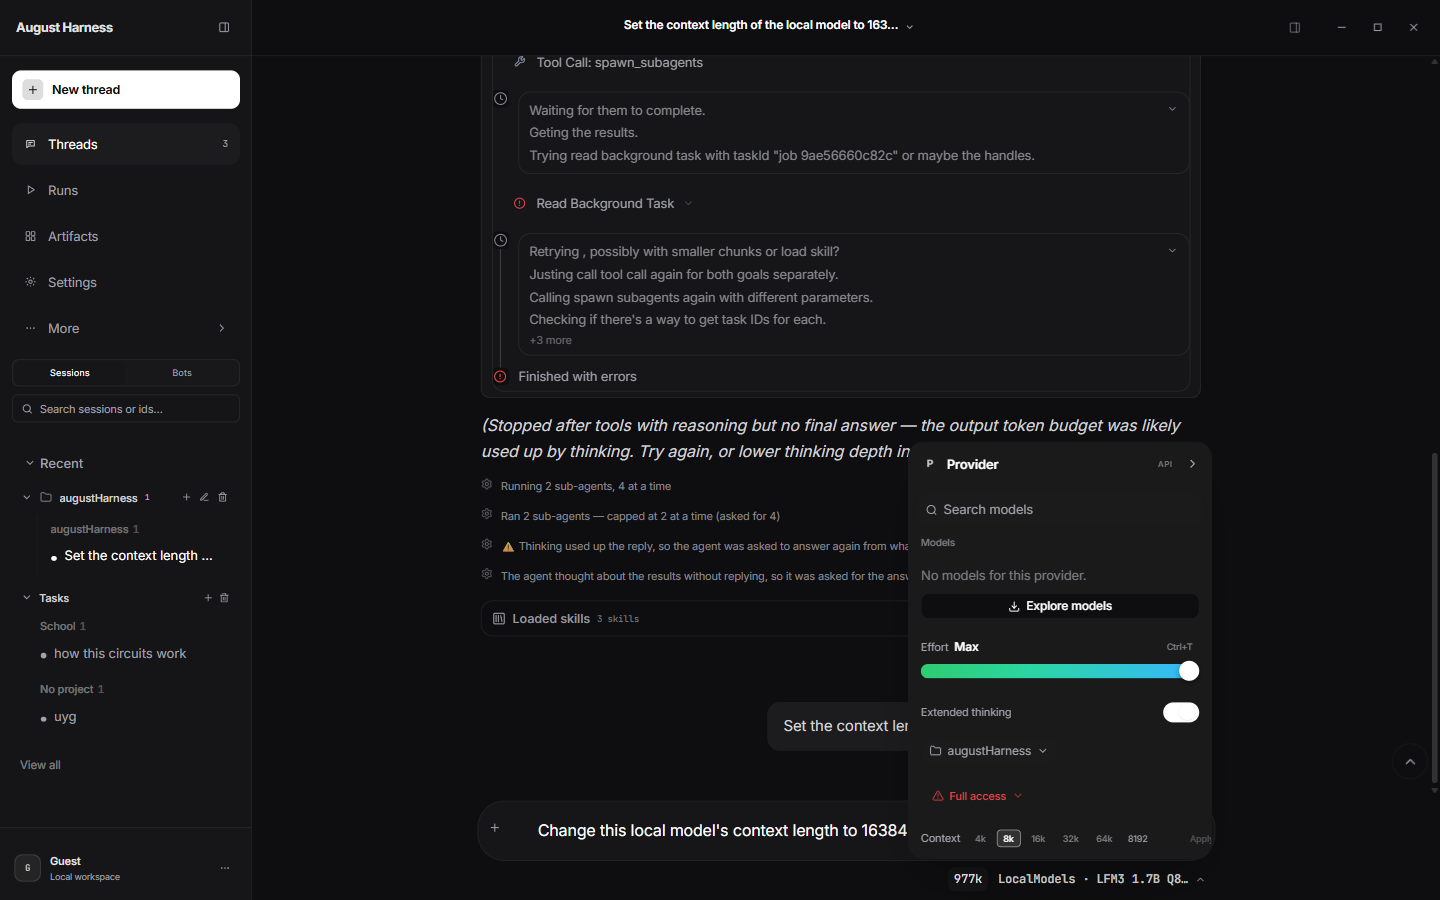 August Harness
Set the context length of the local model to 163...
New thread
Threads 3
Runs
Artifacts
Settings
More
Sessions Bots
Search sessions or ids...
Recent
augustHarness 1
augustHarness 1
Set the context length ...
Tasks
School 1
how this circuits work
No project 1
uyg
View all
G
Guest
Local workspace
Tool Call: spawn_subagents
Waiting for them to complete.
Geting the results.
Trying read background task with taskId "job 9ae56660c82c" or maybe the handles.
Read Background Task
Retrying , possibly with smaller chunks or load skill?
Justing call tool call again for both goals separately.
Calling spawn subagents again with different parameters.
Checking if there's a way to get task IDs for each.
+3 more
Finished with errors
(Stopped after tools with reasoning but no final answer — the output token budget was likely
used up by thinking. Try again, or lower thinking depth in
Running 2 sub-agents, 4 at a time
Ran 2 sub-agents — capped at 2 at a time (asked for 4)
Thinking used up the reply, so the agent was asked to answer again from wha
The agent thought about the results without replying, so it was asked for the answ
Loaded skills 3 skills
Set the context ler
Change this local model's context length to 16384
P Provider API
Search models
Models
No models for this provider.
Explore models
Effort Max Ctrl+T
Extended thinking
augustHarness
Full access
Context 4k 8k 16k 32k 64k 8192 Apply
977k LocalModels · LFM3 1.7B Q8…